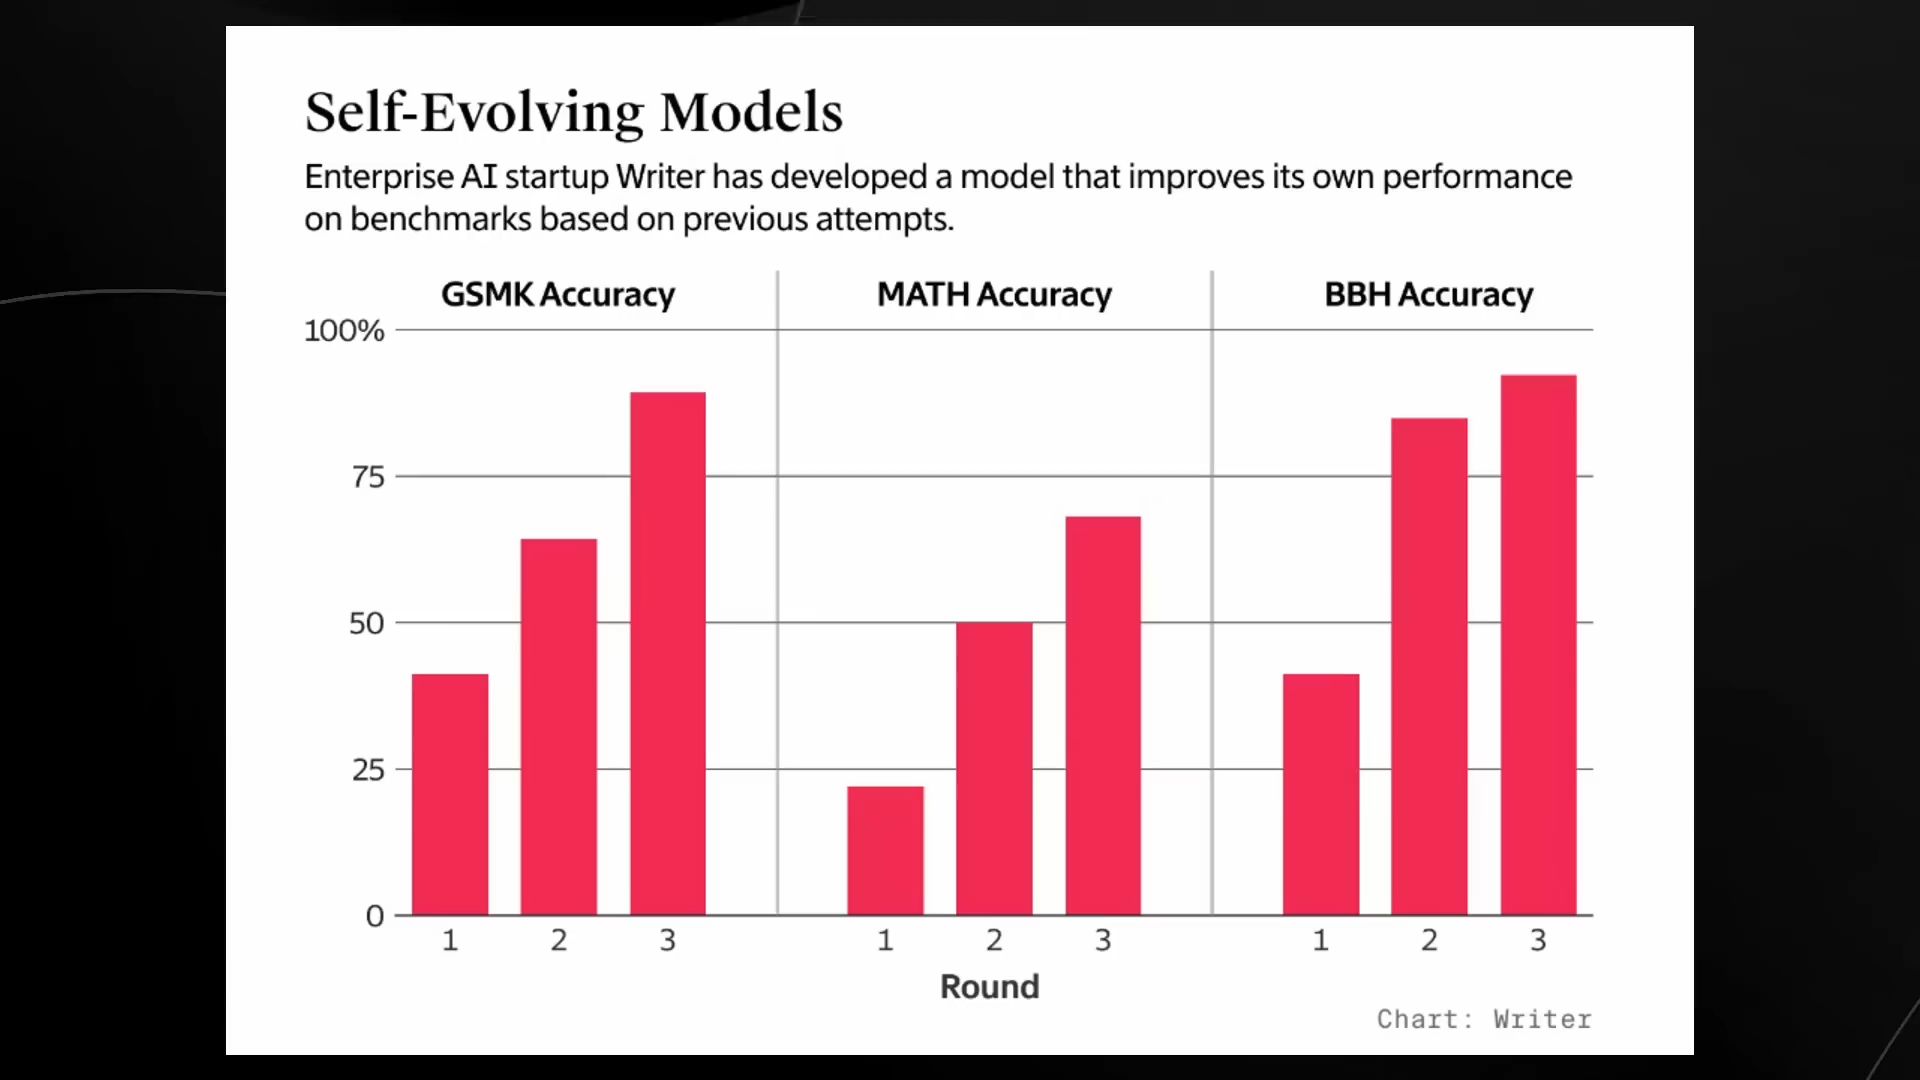 Self-Evolving Models
Enterprise AI startup Writer has developed a model that improves its own performance
on benchmarks based on previous attempts.
GSMK Accuracy
MATH Accuracy
BBH Accuracy
100%
75
50
25
0
1 2 3 1 2 3 1 2 3
Round
Chart: Writer